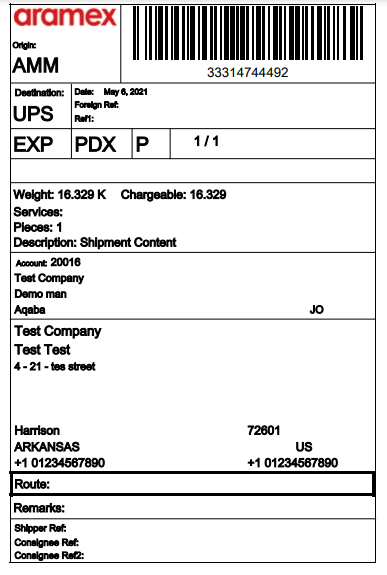 aramex
Origin:
AMM
33314744492
Destination:
UPS
Date: May 6, 2021
Foreign Ref:
Ref1:
EXP PDX P 1 / 1
Weight: 16.329 K Chargeable: 16.329
Services:
Pieces: 1
Description: Shipment Content
Account: 20016
Test Company
Demo man
Aqaba JO
Test Company
Test Test
4 - 21 - tes street
Harrison 72601
ARKANSAS US
+1 01234567890 +1 01234567890
Route:
Remarks:
Shipper Ref:
Consignee Ref:
Consignee Ref2: